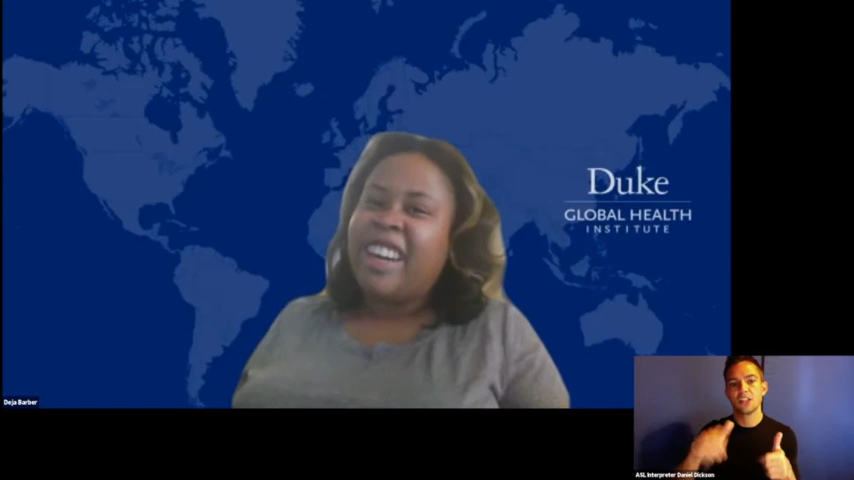 Duke
GLOBAL HEALTH
INSTITUTE
Deja Barber
ASL Interpreter Daniel Dickson